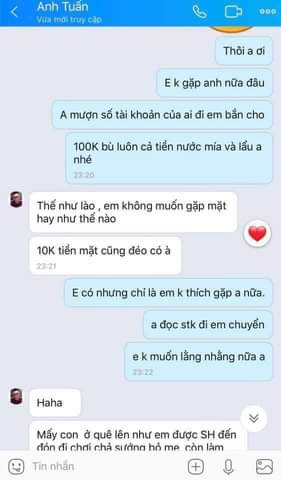 Anh Tuấn
Vừa mới truy cập
Thôi a ơi
E k gặp anh nữa đâu
A mượn số tài khoản của ai đi em bắn cho
100K bù luôn cả tiền nước mía và lẩu a
nhé
23:20
Thế như lào , em không muốn gặp mặt
hay như thế nào
10K tiền mặt cũng đéo có à
23:21
E có nhưng chỉ là em k thích gặp a nữa.
a đọc stk đi em chuyển
e k muốn lằng nhằng nữa a
23:22
Haha
Mấy con ở quê lên như em được SH đến
đón đi chơi chả sướng bỏ mẹ, còn làm
Tin nhắn